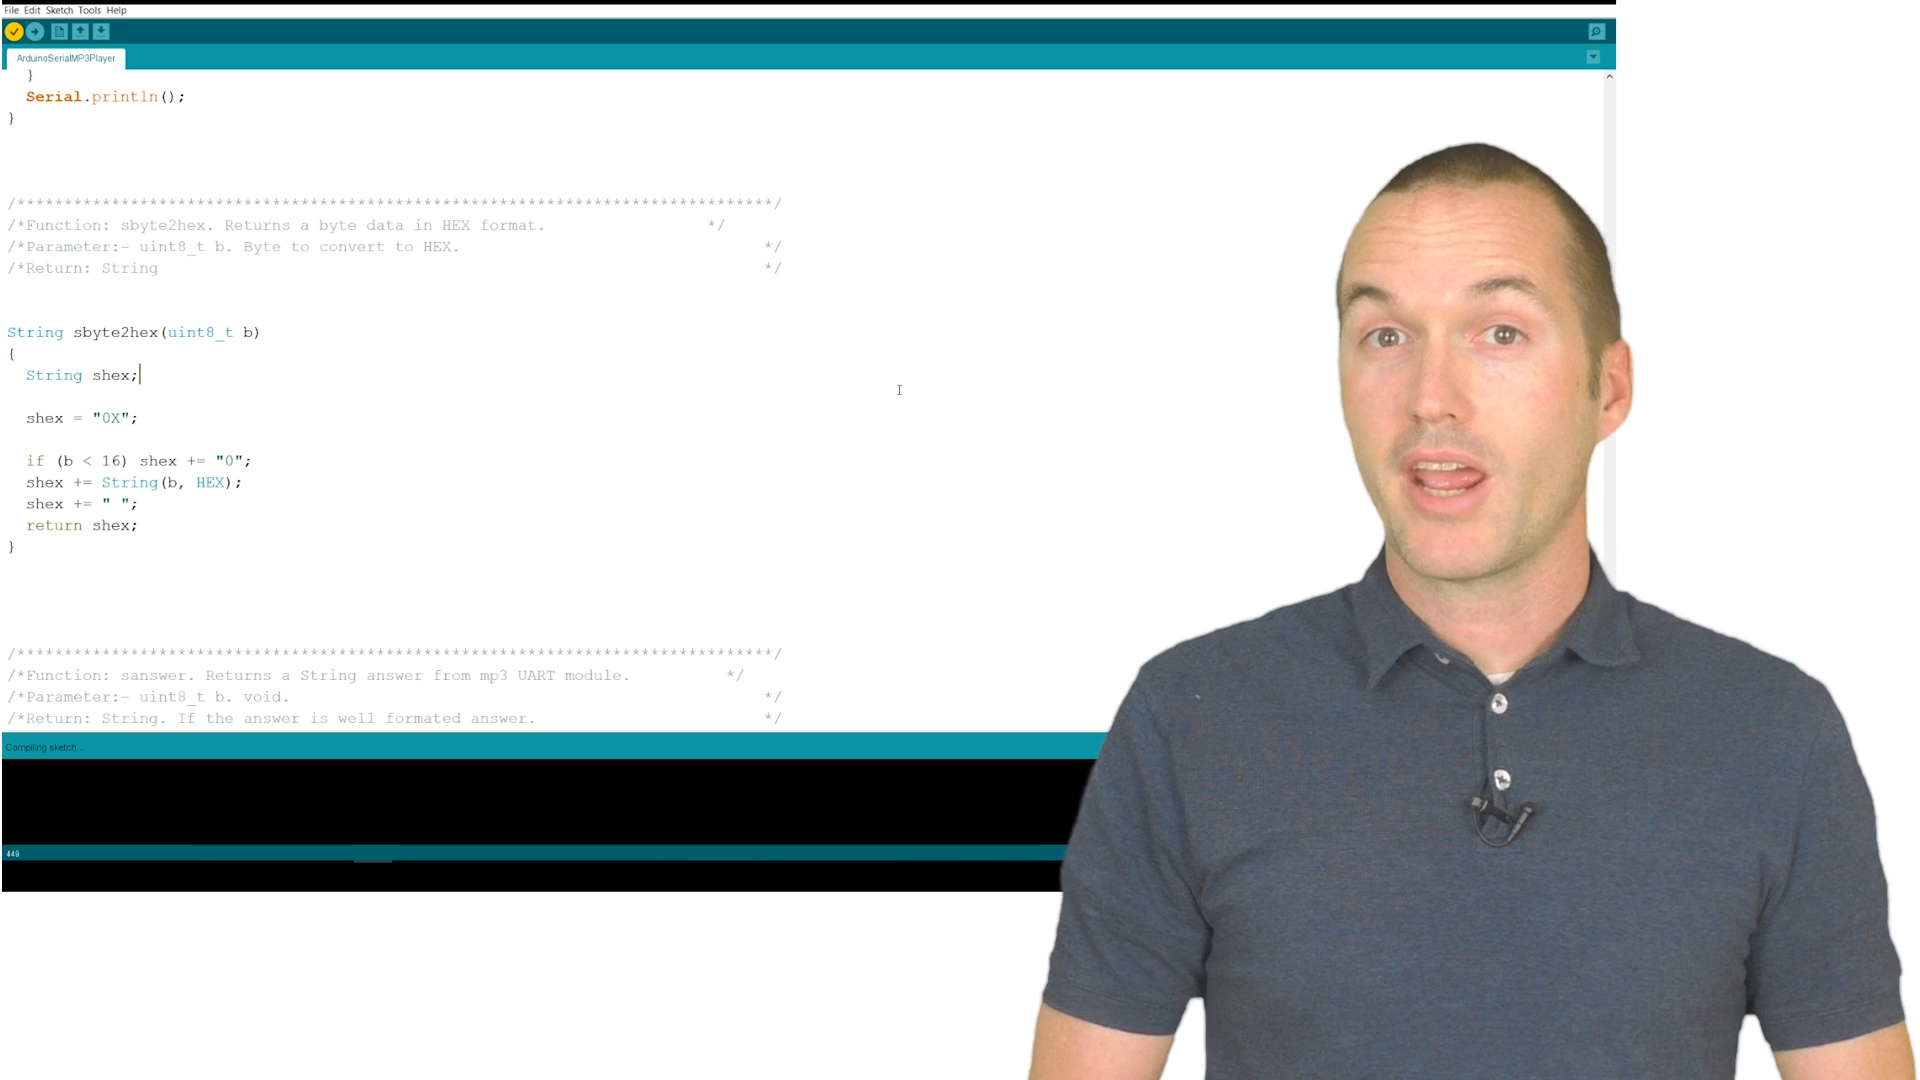 File Edit Sketch Tools Help
ArduinoSerialMP3Player
}
Serial.println();
}
/********************************************************************************/
/*Function: sbyte2hex. Returns a byte data in HEX format. */
/*Parameter:- uint8_t b. Byte to convert to HEX. */
/*Return: String */
String sbyte2hex(uint8_t b)
{
String shex;
shex = "0X";
if (b < 16) shex += "0";
shex += String(b, HEX);
shex += " ";
return shex;
}
/********************************************************************************/
/*Function: sanswer. Returns a String answer from mp3 UART module. */
/*Parameter:- uint8_t b. void. */
/*Return: String. If the answer is well formated answer. */
Compiling sketch...
449